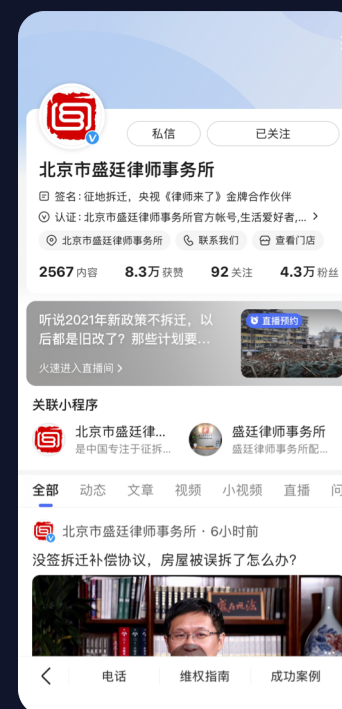 私信
已关注
北京市盛廷律师事务所
签名:征地拆迁,央视《律师来了》金牌合作伙伴
认证:北京市盛廷律师事务所官方帐号,生活爱好者,...
北京市盛廷律师事务所
联系我们
查看门店
2567 内容
8.3万 获赞
92 关注
4.3万 粉丝
听说2021年新政策不拆迁,以
后都是旧改了?那些计划要...
火速进入直播间
直播预约
关联小程序
北京市盛廷律...
是中国专注于征拆...
盛廷律师事务所
盛廷律师事务所配...
全部 动态 文章 视频 小视频 直播 问
北京市盛廷律师事务所 · 6小时前
没签拆迁补偿协议,房屋被误拆了怎么办?
电话
维权指南
成功案例